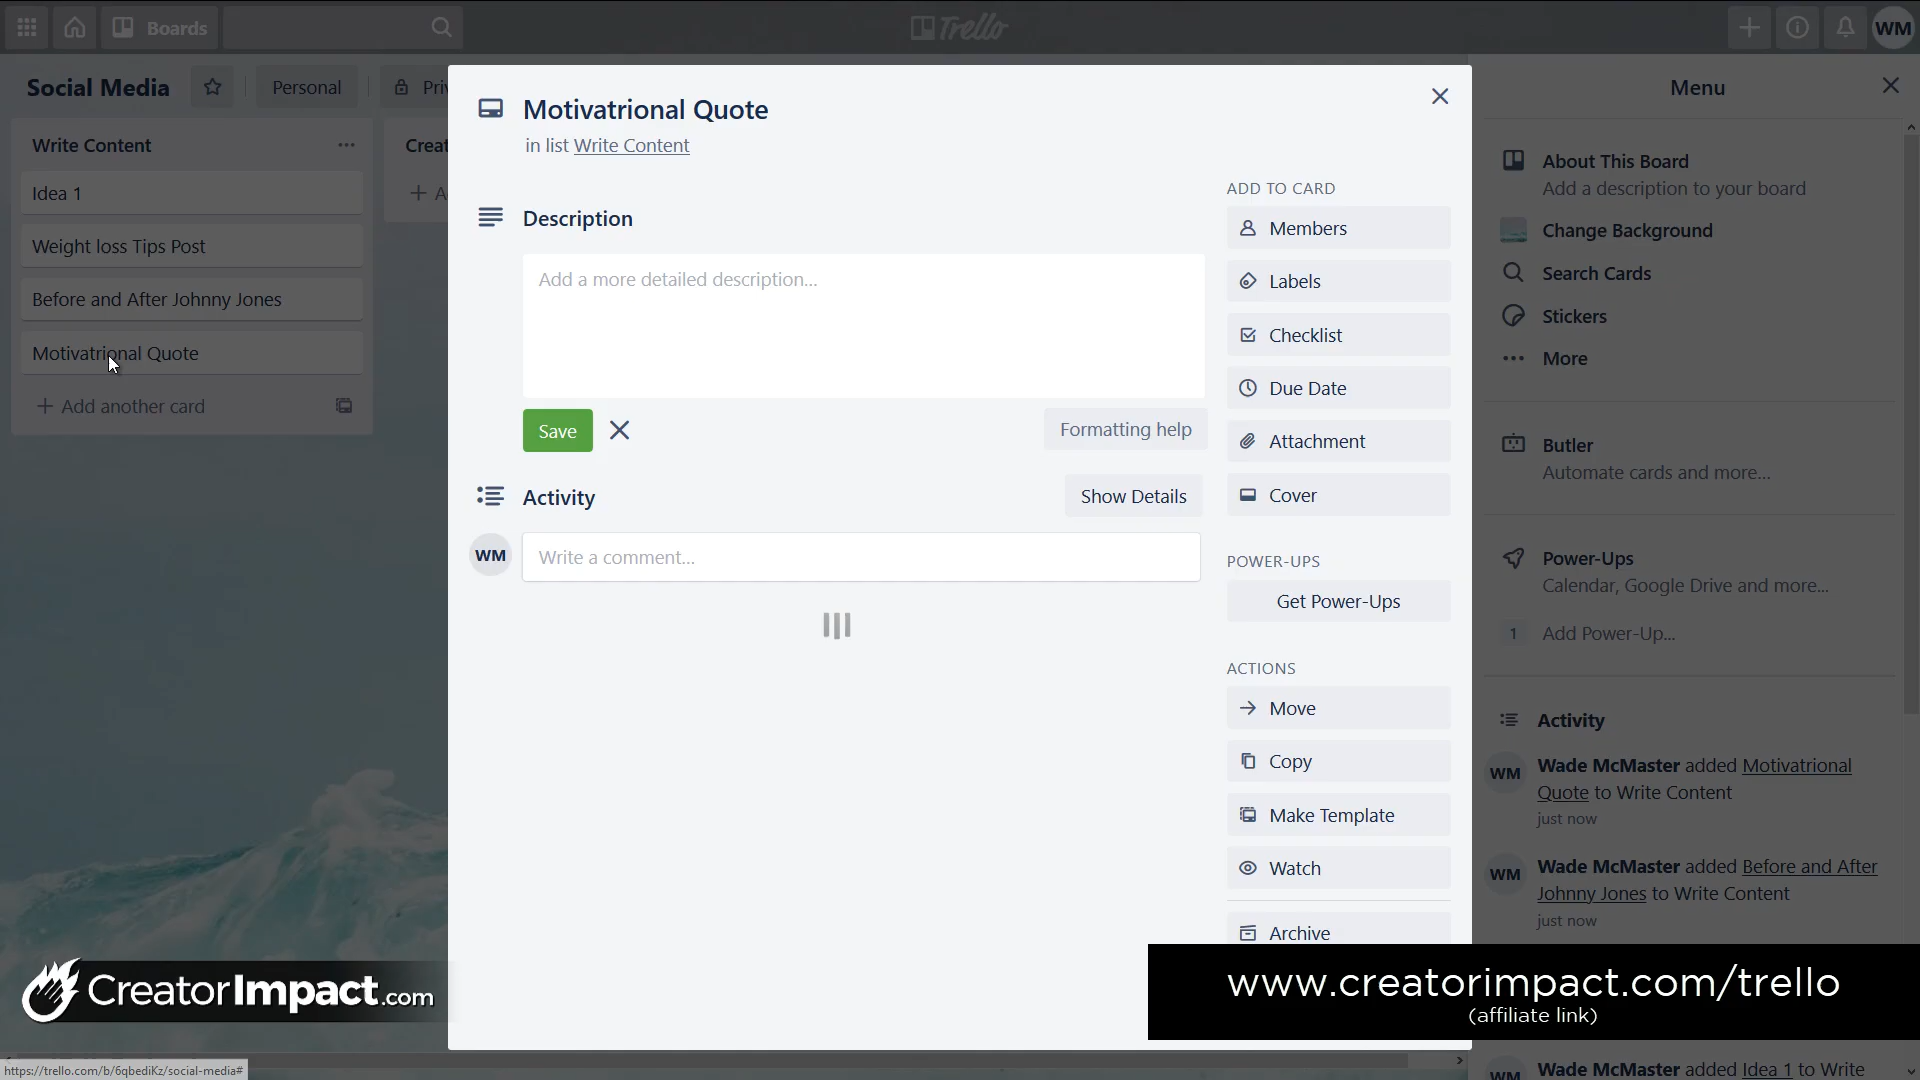 Boards
Trello
WM
Social Media
Personal
Pri
Write Content
Idea 1
Weight loss Tips Post
Before and After Johnny Jones
Motivatrional Quote
Add another card
Creat
A
Motivatrional Quote
in list Write Content
Description
Add a more detailed description...
Save
Formatting help
Activity
Show Details
WM
Write a comment...
ADD TO CARD
Members
Labels
Checklist
Due Date
Attachment
Cover
POWER-UPS
Get Power-Ups
ACTIONS
Move
Copy
Make Template
Watch
Archive
Menu
About This Board
Add a description to your board
Change Background
Search Cards
Stickers
More
Butler
Automate cards and more...
Power-Ups
Calendar, Google Drive and more...
1 Add Power-Up...
Activity
WM
Wade McMaster added Motivatrional
Quote to Write Content
just now
WM
Wade McMaster added Before and After
Johnny Jones to Write Content
just now
WM
Wade McMaster added Idea 1 to Write
CreatorImpact.com
www.creatorimpact.com/trello
(affiliate link)
https://trello.com/b/6qbediKz/social-media#